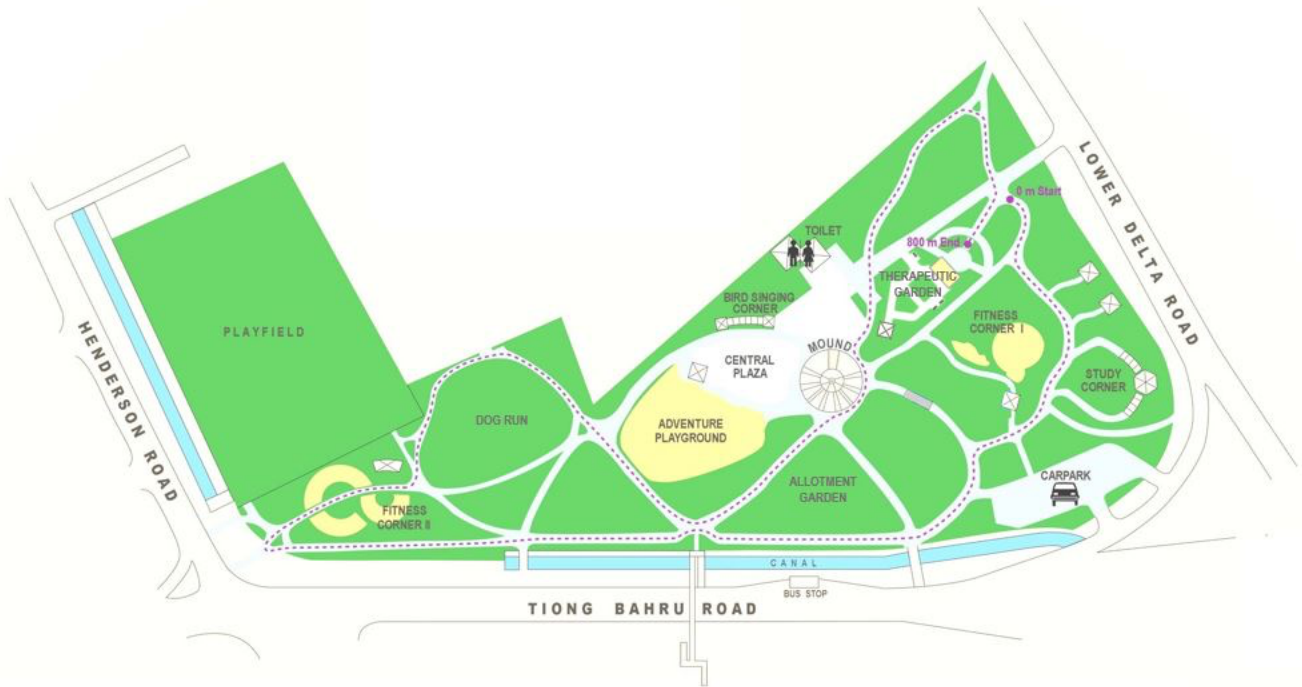 LOWER DELTA ROAD
0 m Start
TOILET
800 m End
THERAPEUTIC
GARDEN
BIRD SINGING
CORNER
FITNESS
CORNER I
PLAYFIELD
MOUND
CENTRAL
PLAZA
STUDY
CORNER
HENDERSON ROAD
DOG RUN
ADVENTURE
PLAYGROUND
ALLOTMENT
GARDEN
CARPARK
FITNESS
CORNER II
CANAL
BUS STOP
TIONG BAHRU ROAD